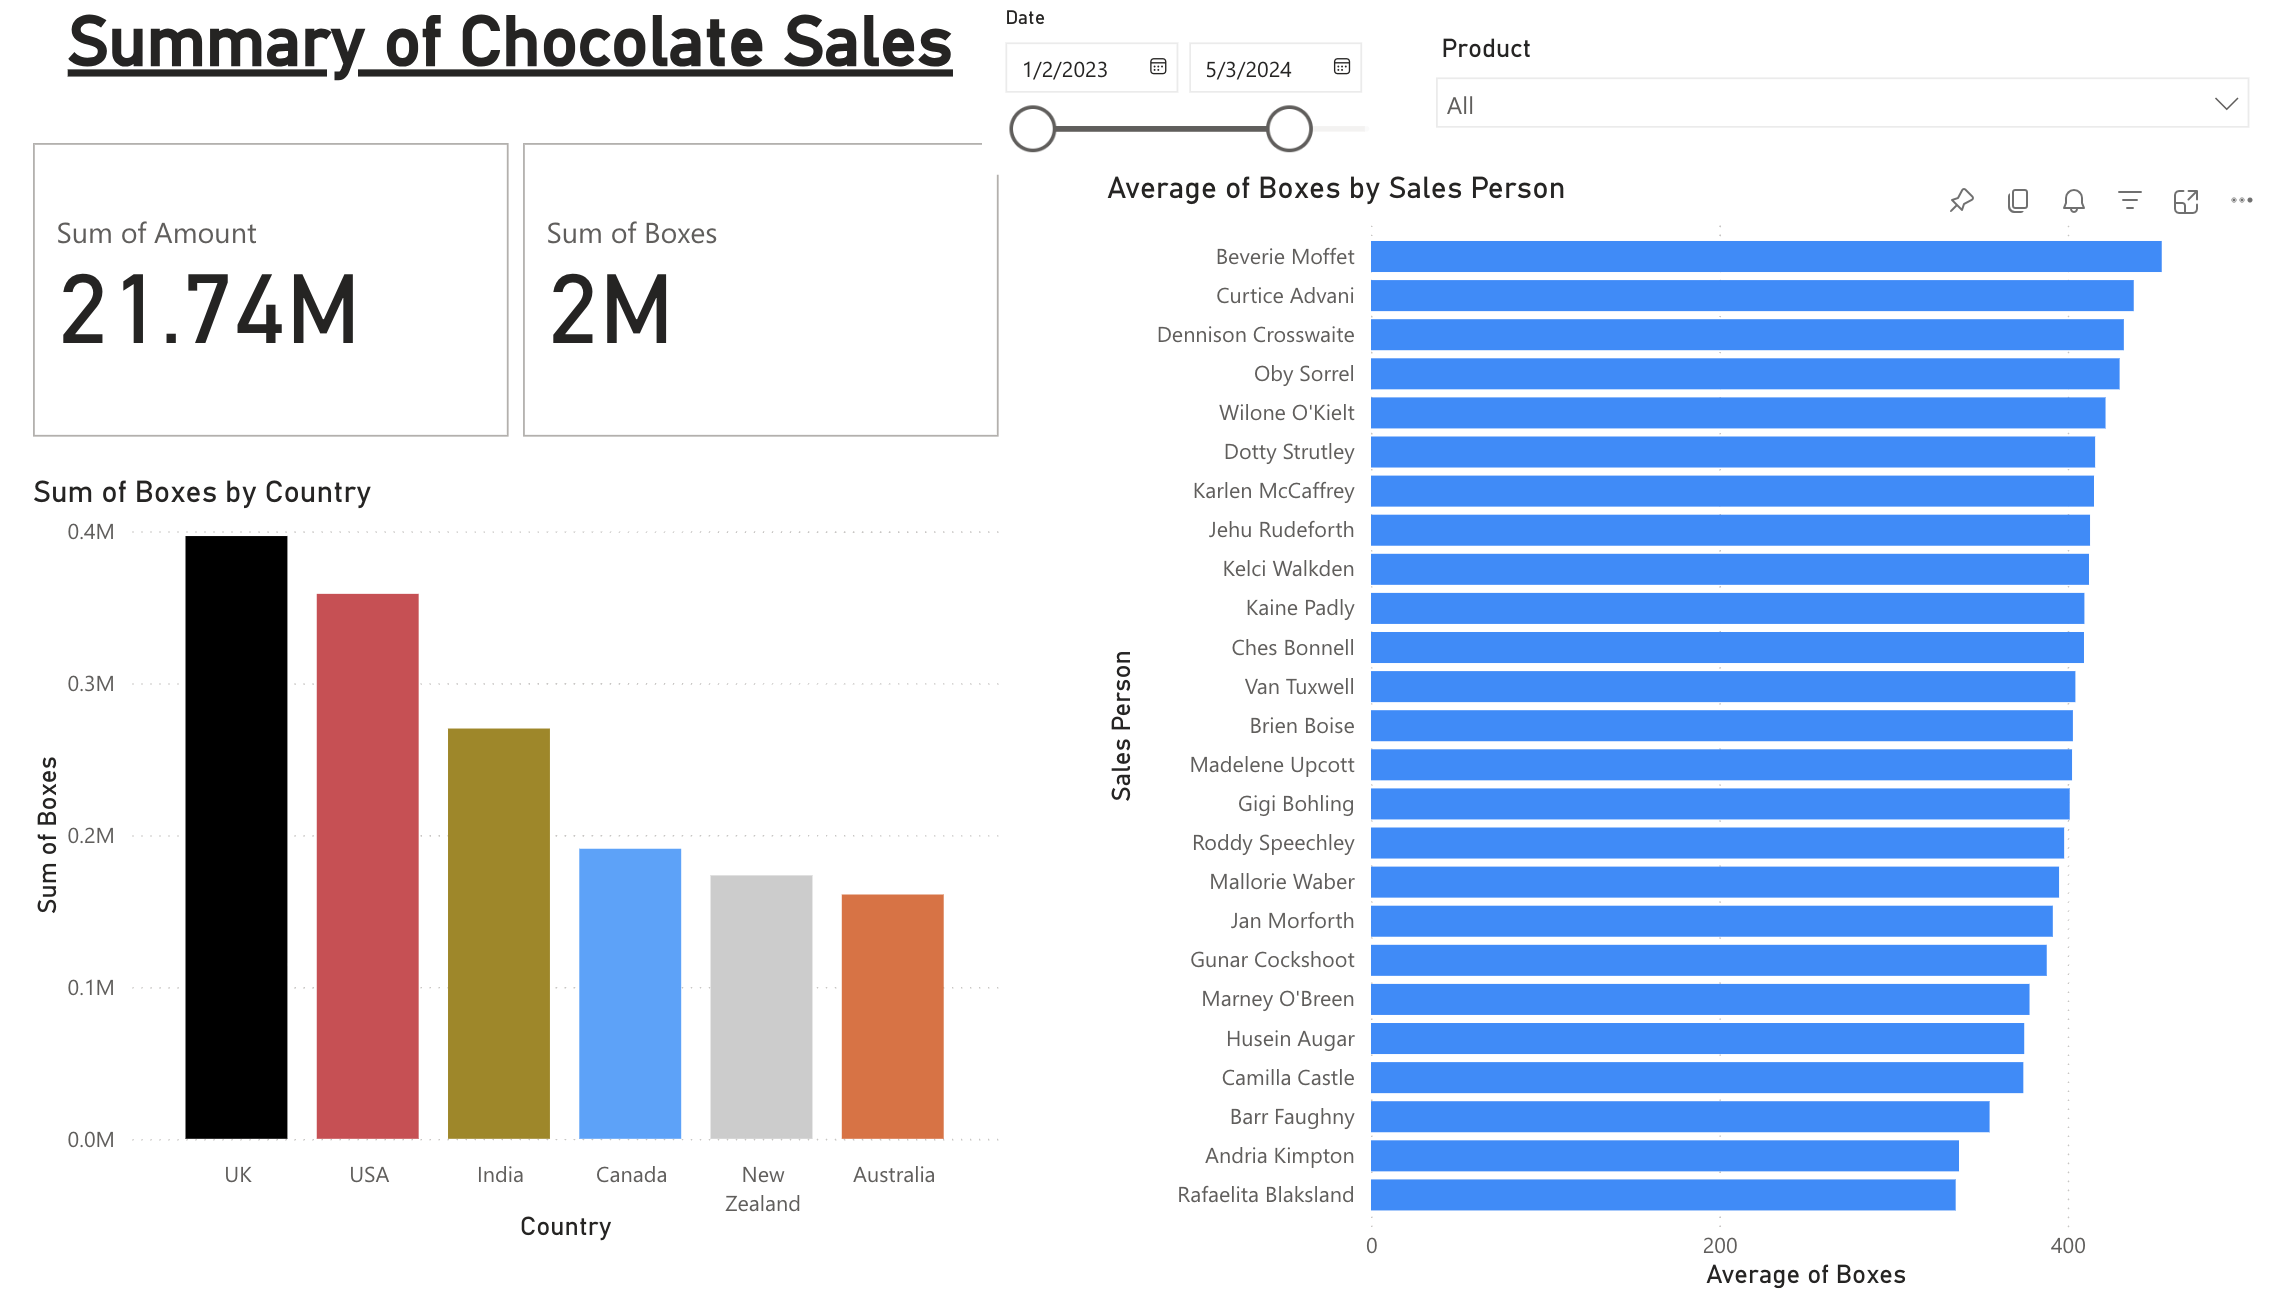 Summary of Chocolate Sales
Date
1/2/2023
5/3/2024
Product
All
Sum of Amount
21.74M
Sum of Boxes
2M
Sum of Boxes by Country
Sum of Boxes
0.4M
0.3M
0.2M
0.1M
0.0M
UK
USA
India
Canada
New
Zealand
Australia
Country
Average of Boxes by Sales Person
Sales Person
Beverie Moffet
Curtice Advani
Dennison Crosswaite
Oby Sorrel
Wilone O'Kielt
Dotty Strutley
Karlen McCaffrey
Jehu Rudeforth
Kelci Walkden
Kaine Padly
Ches Bonnell
Van Tuxwell
Brien Boise
Madelene Upcott
Gigi Bohling
Roddy Speechley
Mallorie Waber
Jan Morforth
Gunar Cockshoot
Marney O'Breen
Husein Augar
Camilla Castle
Barr Faughny
Andria Kimpton
Rafaelita Blaksland
0
200
400
Average of Boxes